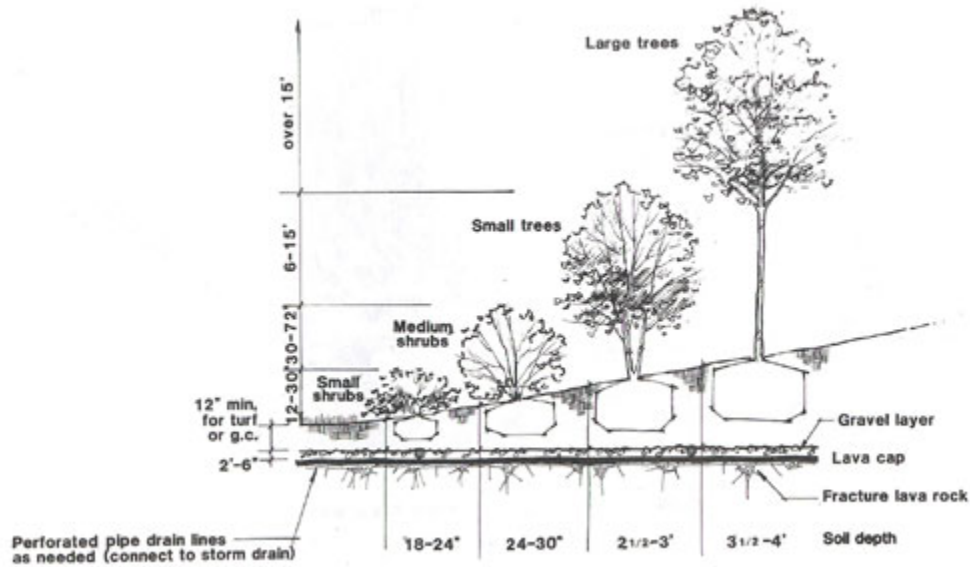 Large trees
over 15'
Small trees
6-15'
Medium
shrubs
30-72"
Small
shrubs
12-30"
12" min.
for turf
or g.c.
2'-6"
Gravel layer
Lava cap
Fracture lava rock
Perforated pipe drain lines
as needed (connect to storm drain)
18-24"
24-30"
2 1/2-3'
3 1/2-4'
Soil depth